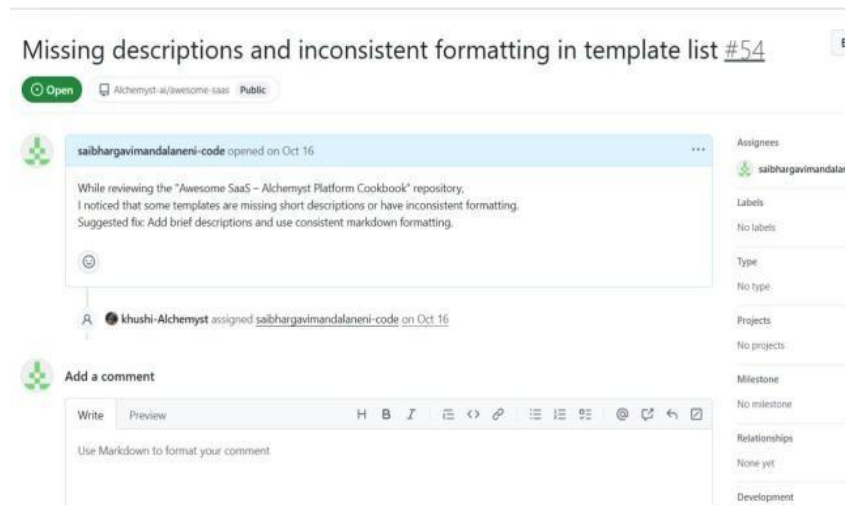 Missing descriptions and inconsistent formatting in template list #54
Open
Alchemyst-ai/awesome-saas Public
saibhargavimandalaneni-code opened on Oct 16
While reviewing the "Awesome SaaS – Alchemyst Platform Cookbook" repository,
I noticed that some templates are missing short descriptions or have inconsistent formatting.
Suggested fix: Add brief descriptions and use consistent markdown formatting.
khushi-Alchemyst assigned saibhargavimandalaneni-code on Oct 16
Add a comment
Write Preview
Use Markdown to format your comment
Assignees
saibhargavimandalan
Labels
No labels
Type
No type
Projects
No projects
Milestone
No milestone
Relationships
None yet
Development